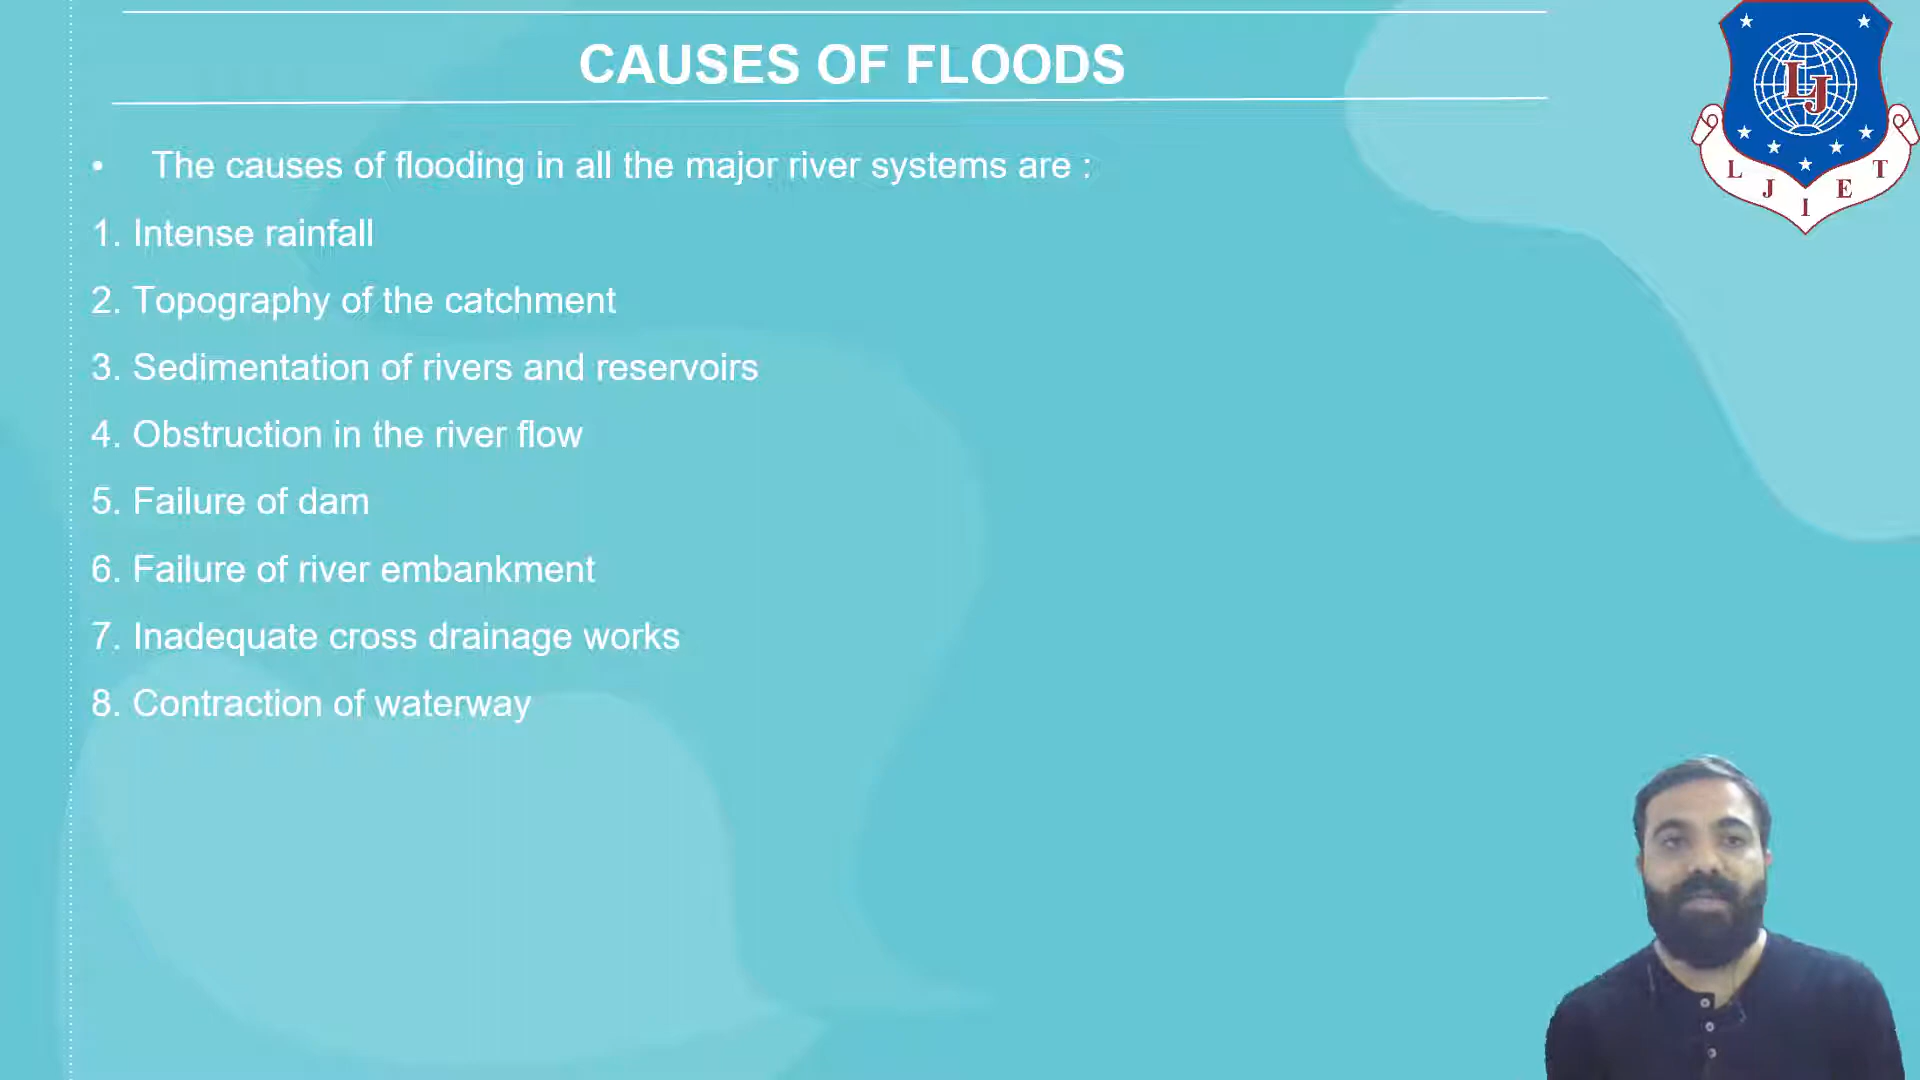 CAUSES OF FLOODS
• The causes of flooding in all the major river systems are :
1. Intense rainfall
2. Topography of the catchment
3. Sedimentation of rivers and reservoirs
4. Obstruction in the river flow
5. Failure of dam
6. Failure of river embankment
7. Inadequate cross drainage works
8. Contraction of waterway
LJ
L J I E T